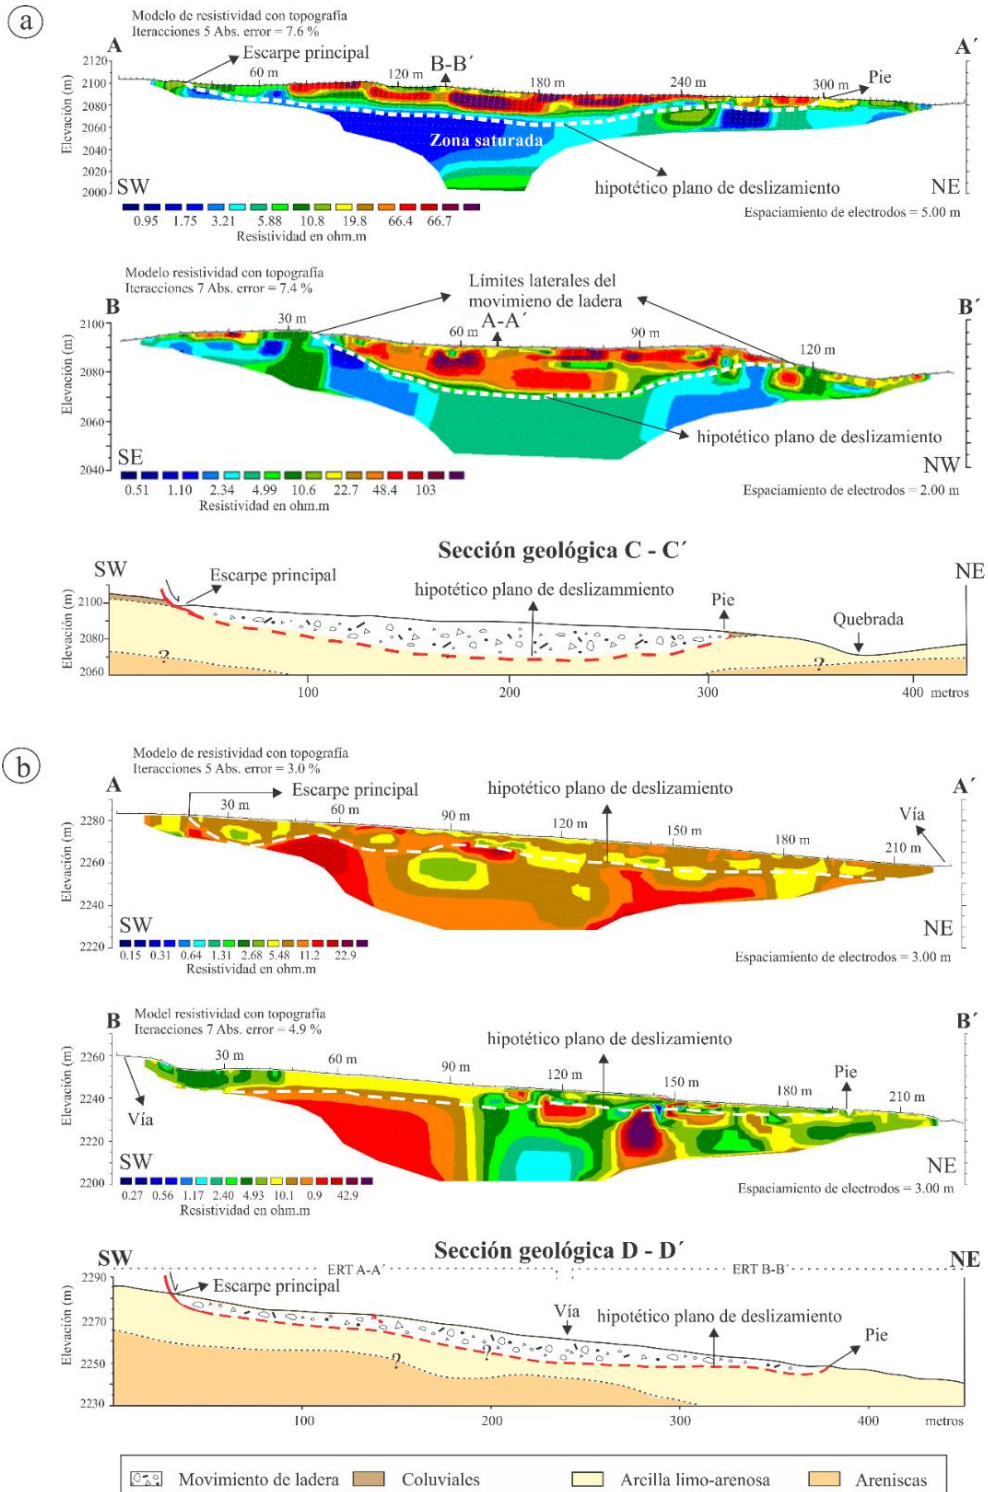 a
Modelo de resistividad con topografía
Iteracciones 5 Abs. error = 7.6 %
A
Escarpe principal
B-B´
A´
2120
2100
2080
2060
2040
2020
2000
Elevación (m)
60 m
120 m
180 m
240 m
300 m
Pie
Zona saturada
hipotético plano de deslizamiento
SW
NE
0.95 1.75 3.21 5.88 10.8 19.8 66.4 66.7
Resistividad en ohm.m
Espaciamiento de electrodos = 5.00 m
Modelo resistividad con topografía
Iteracciones 7 Abs. error = 7.4 %
Límites laterales del
movimieno de ladera
B
A-A´
B´
2100
2080
2060
2040
Elevación (m)
30 m
60 m
90 m
120 m
hipotético plano de deslizamiento
SE
NW
0.51 1.10 2.34 4.99 10.6 22.7 48.4 103
Resistividad en ohm.m
Espaciamiento de electrodos = 2.00 m
Sección geológica C - C´
SW
NE
Escarpe principal
hipotético plano de deslizammiento
Pie
Quebrada
2100
2080
2060
Elevación (m)
?
?
100 200 300 400 metros
b
Modelo de resistividad con topografía
Iteracciones 5 Abs. error = 3.0 %
A
Escarpe principal
hipotético plano de deslizamiento
A´
Vía
2280
2260
2240
2220
Elevación (m)
30 m
60 m
90 m
120 m
150 m
180 m
210 m
SW
NE
0.15 0.31 0.64 1.31 2.68 5.48 11.2 22.9
Resistividad en ohm.m
Espaciamiento de electrodos = 3.00 m
B
Model resistividad con topografía
Iteracciones 7 Abs. error = 4.9 %
hipotético plano de deslizamiento
B´
2260
2240
2220
2200
Elevación (m)
30 m
60 m
90 m
120 m
150 m
180 m
210 m
Pie
Vía
SW
NE
0.27 0.56 1.17 2.40 4.93 10.1 0.9 42.9
Resistividad en ohm.m
Espaciamiento de electrodos = 3.00 m
Sección geológica D - D´
SW
NE
ERT A-A´
ERT B-B´
Escarpe principal
Vía
hipotético plano de deslizamiento
Pie
2290
2270
2250
2230
Elevación (m)
?
?
100 200 300 400 metros
Movimiento de ladera
Coluviales
Arcilla limo-arenosa
Areniscas